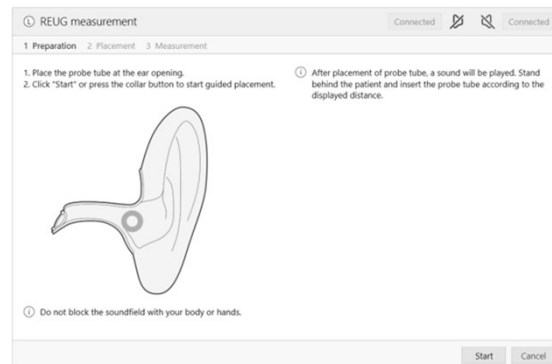 L REUG measurement
Connected
Connected
1 Preparation 2 Placement 3 Measurement
1. Place the probe tube at the ear opening.
2. Click "Start" or press the collar button to start guided placement.
After placement of probe tube, a sound will be played. Stand
behind the patient and insert the probe tube according to the
displayed distance.
Do not block the soundfield with your body or hands.
Start Cancel